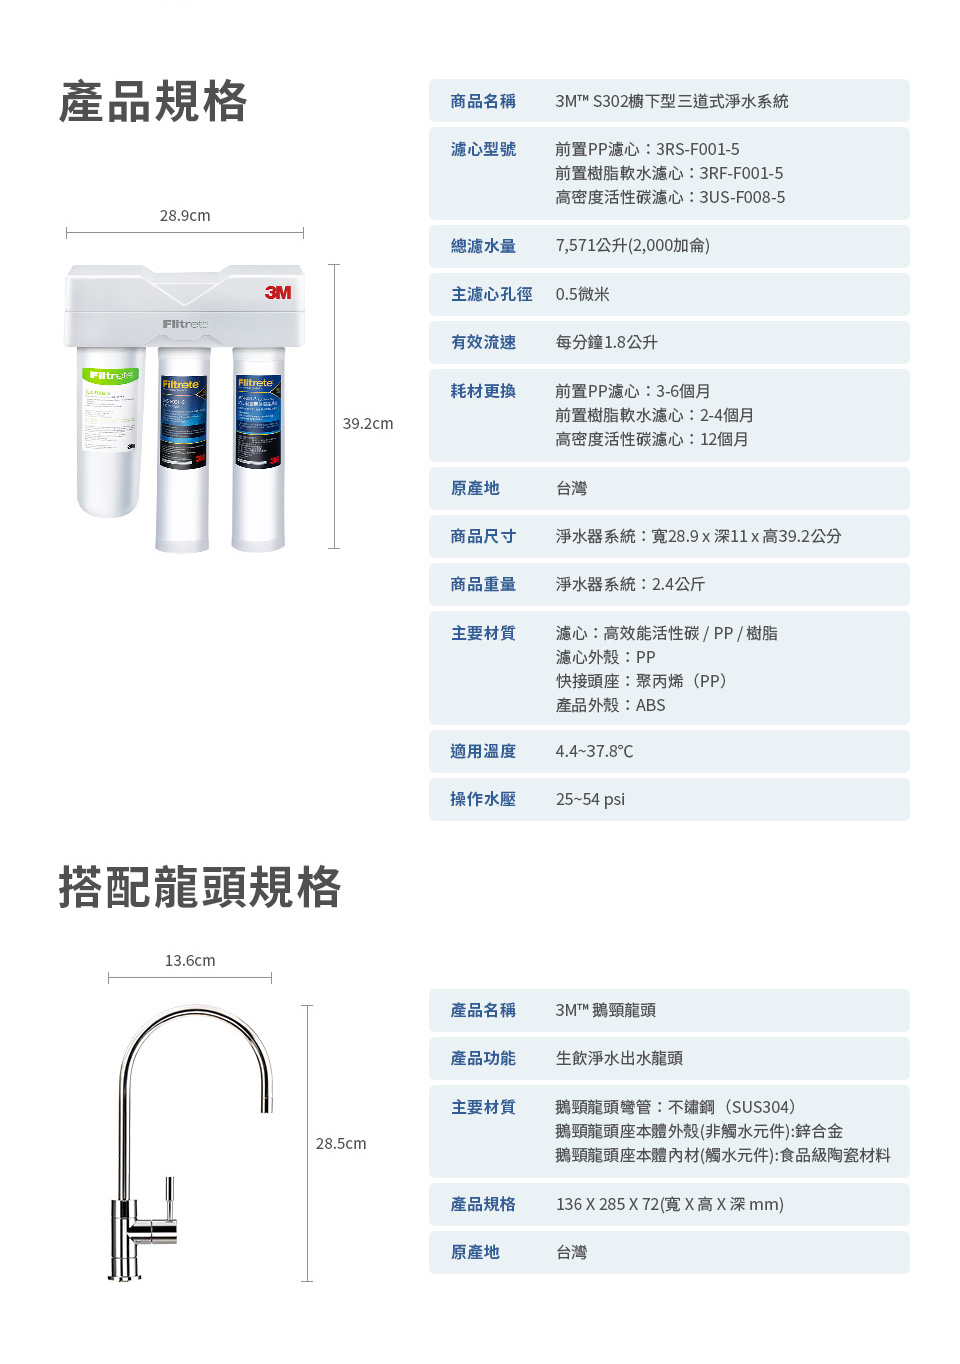 產品規格
28.9cm
3M
Filtrete
Filtrete
Filtrete
Filtrete
3M
3M
3M
39.2cm
商品名稱 3M™ S302櫥下型三道式淨水系統
濾心型號 前置PP濾心：3RS-F001-5
前置樹脂軟水濾心：3RF-F001-5
高密度活性碳濾心：3US-F008-5
總濾水量 7,571公升(2,000加侖)
主濾心孔徑 0.5微米
有效流速 每分鐘1.8公升
耗材更換 前置PP濾心：3-6個月
前置樹脂軟水濾心：2-4個月
高密度活性碳濾心：12個月
原產地 台灣
商品尺寸 淨水器系統：寬28.9 x 深11 x 高39.2公分
商品重量 淨水器系統：2.4公斤
主要材質 濾心：高效能活性碳 / PP / 樹脂
濾心外殼：PP
快接頭座：聚丙烯（PP）
產品外殼：ABS
適用溫度 4.4~37.8℃
操作水壓 25~54 psi
搭配龍頭規格
13.6cm
28.5cm
產品名稱 3M™ 鵝頸龍頭
產品功能 生飲淨水出水龍頭
主要材質 鵝頸龍頭彎管：不鏽鋼（SUS304）
鵝頸龍頭座本體外殼(非觸水元件):鋅合金
鵝頸龍頭座本體內材(觸水元件):食品級陶瓷材料
產品規格 136 X 285 X 72(寬 X 高 X 深 mm)
原產地 台灣